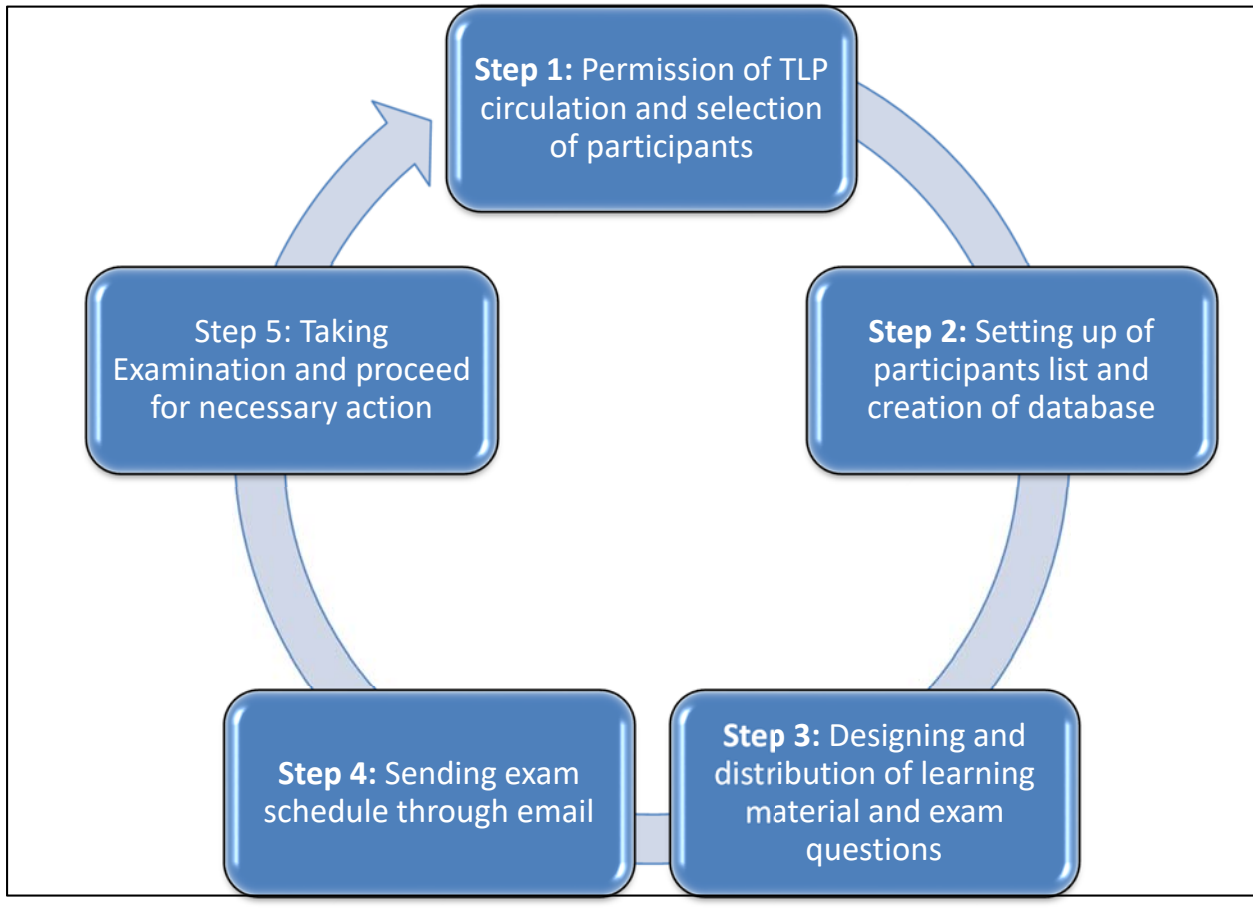 Step 1: Permission of TLP
circulation and selection
of participants
Step 2: Setting up of
participants list and
creation of database
Step 3: Designing and
distribution of learning
material and exam
questions
Step 4: Sending exam
schedule through email
Step 5: Taking
Examination and proceed
for necessary action